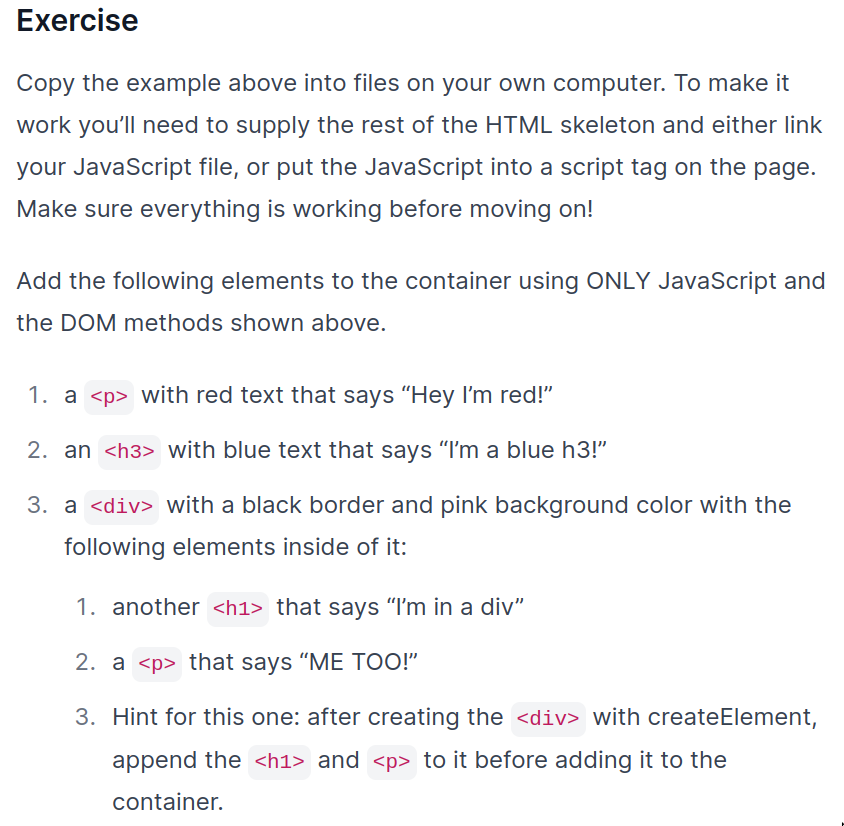 Exercise
Copy the example above into files on your own computer. To make it
work you’ll need to supply the rest of the HTML skeleton and either link
your JavaScript file, or put the JavaScript into a script tag on the page.
Make sure everything is working before moving on!
Add the following elements to the container using ONLY JavaScript and
the DOM methods shown above.
1. a <p> with red text that says “Hey I’m red!”
2. an <h3> with blue text that says “I’m a blue h3!”
3. a <div> with a black border and pink background color with the
following elements inside of it:
1. another <h1> that says “I’m in a div”
2. a <p> that says “ME TOO!”
3. Hint for this one: after creating the <div> with createElement,
append the <h1> and <p> to it before adding it to the
container.